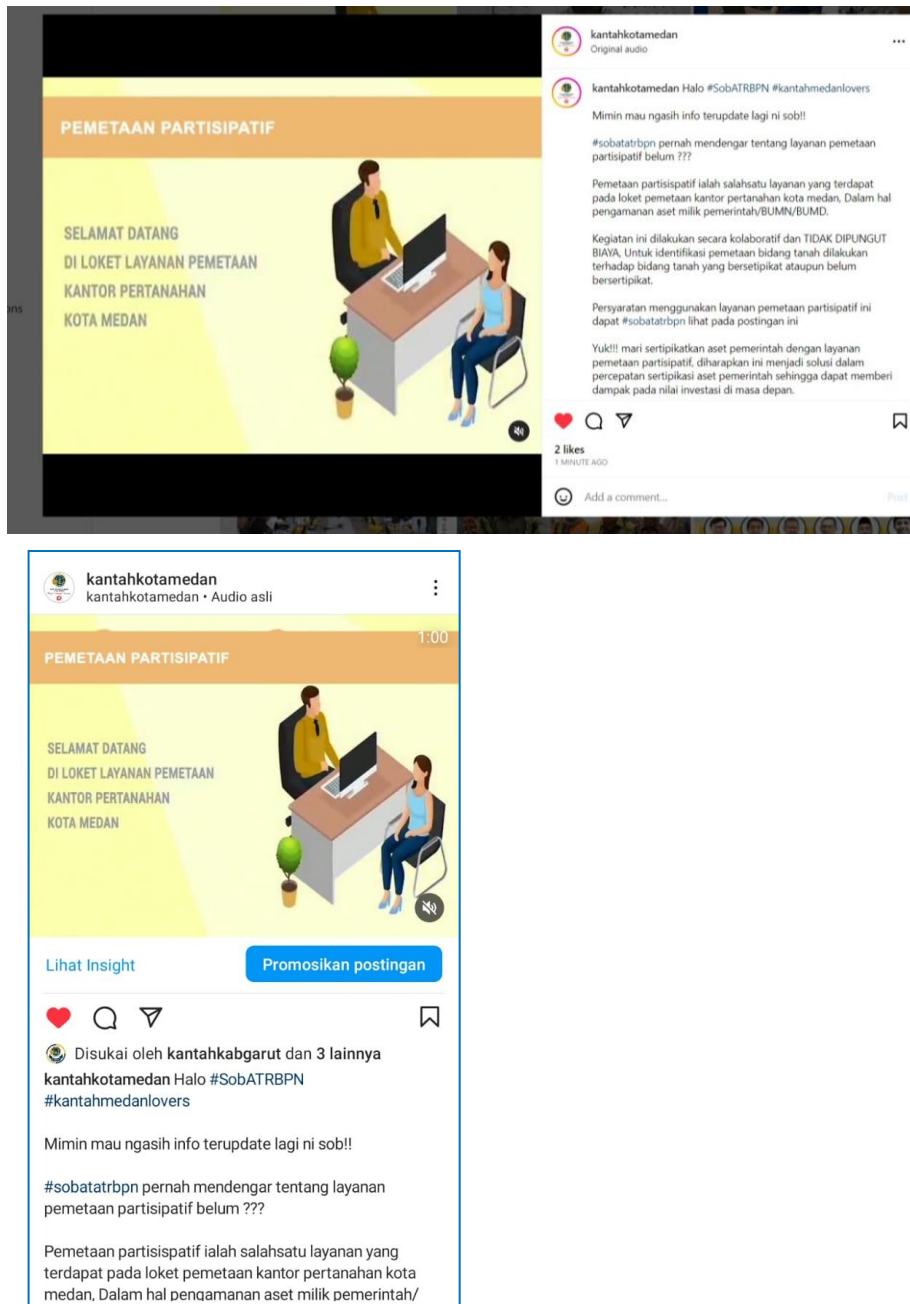 kantahkotamedan
Original audio
kantahkotamedan Halo #SobATRBPN #kantahmedanlovers
Mimin mau ngasih info terupdate lagi ni sob!!
#sobatatrbpn pernah mendengar tentang layanan pemetaan
partisipatif belum ???
Pemetaan partisispatif ialah salahsatu layanan yang terdapat
pada loket pemetaan kantor pertanahan kota medan, Dalam hal
pengamanan aset milik pemerintah/BUMN/BUMD.
Kegiatan ini dilakukan secara kolaboratif dan TIDAK DIPUNGUT
BIAYA, Untuk identifikasi pemetaan bidang tanah dilakukan
terhadap bidang tanah yang bersetipikat ataupun belum
bersertipikat.
Persyaratan menggunakan layanan pemetaan partisipatif ini
dapat #sobatatrbpn lihat pada postingan ini
Yuk!!! mari sertipikatkan aset pemerintah dengan layanan
pemetaan partisipatif, diharapkan ini menjadi solusi dalam
percepatan sertipikasi aset pemerintah sehingga dapat memberi
dampak pada nilai investasi di masa depan.
2 likes
1 MINUTE AGO
Add a comment...
Post
PEMETAAN PARTISIPATIF
SELAMAT DATANG
DI LOKET LAYANAN PEMETAAN
KANTOR PERTANAHAN
KOTA MEDAN
ons
kantahkotamedan
kantahkotamedan • Audio asli
1:00
PEMETAAN PARTISIPATIF
SELAMAT DATANG
DI LOKET LAYANAN PEMETAAN
KANTOR PERTANAHAN
KOTA MEDAN
Lihat Insight
Promosikan postingan
Disukai oleh kantahkabgarut dan 3 lainnya
kantahkotamedan Halo #SobATRBPN
#kantahmedanlovers
Mimin mau ngasih info terupdate lagi ni sob!!
#sobatatrbpn pernah mendengar tentang layanan
pemetaan partisipatif belum ???
Pemetaan partisispatif ialah salahsatu layanan yang
terdapat pada loket pemetaan kantor pertanahan kota
medan, Dalam hal pengamanan aset milik pemerintah/